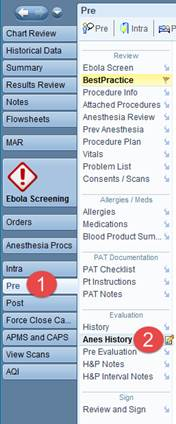 Pre
Pre
Intra
Chart Review
Historical Data
Summary
Results Review
Notes
Flowsheets
MAR
Ebola Screening
Orders
Anesthesia Procs
Intra
Pre
1
Post
Force Close Ca...
APMS and CAPS
View Scans
AQI
Review
Ebola Screen
BestPractice
Procedure Info
Attached Procedures
Anesthesia Review
Prev Anesthesia
Procedure Plan
Vitals
Problem List
Consents / Scans
Allergies / Meds
Allergies
Medications
Blood Product Sum...
PAT Documentation
PAT Checklist
Pt Instructions
PAT Notes
Evaluation
History
Anes History
2
Pre Evaluation
H&P Notes
H&P Interval Notes
Sign
Review and Sign